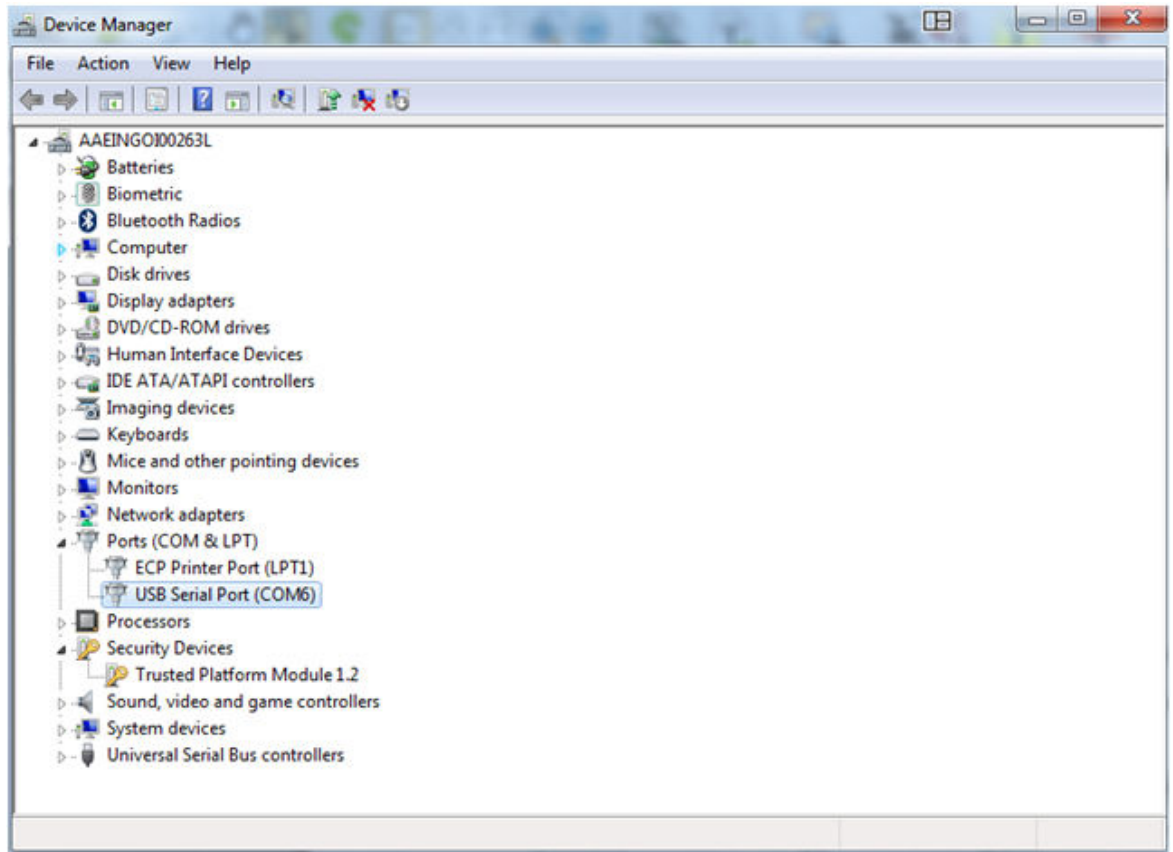 Device Manager
File Action View Help
AAEINGOI00263L
Batteries
Biometric
Bluetooth Radios
Computer
Disk drives
Display adapters
DVD/CD-ROM drives
Human Interface Devices
IDE ATA/ATAPI controllers
Imaging devices
Keyboards
Mice and other pointing devices
Monitors
Network adapters
Ports (COM & LPT)
ECP Printer Port (LPT1)
USB Serial Port (COM6)
Processors
Security Devices
Trusted Platform Module 1.2
Sound, video and game controllers
System devices
Universal Serial Bus controllers